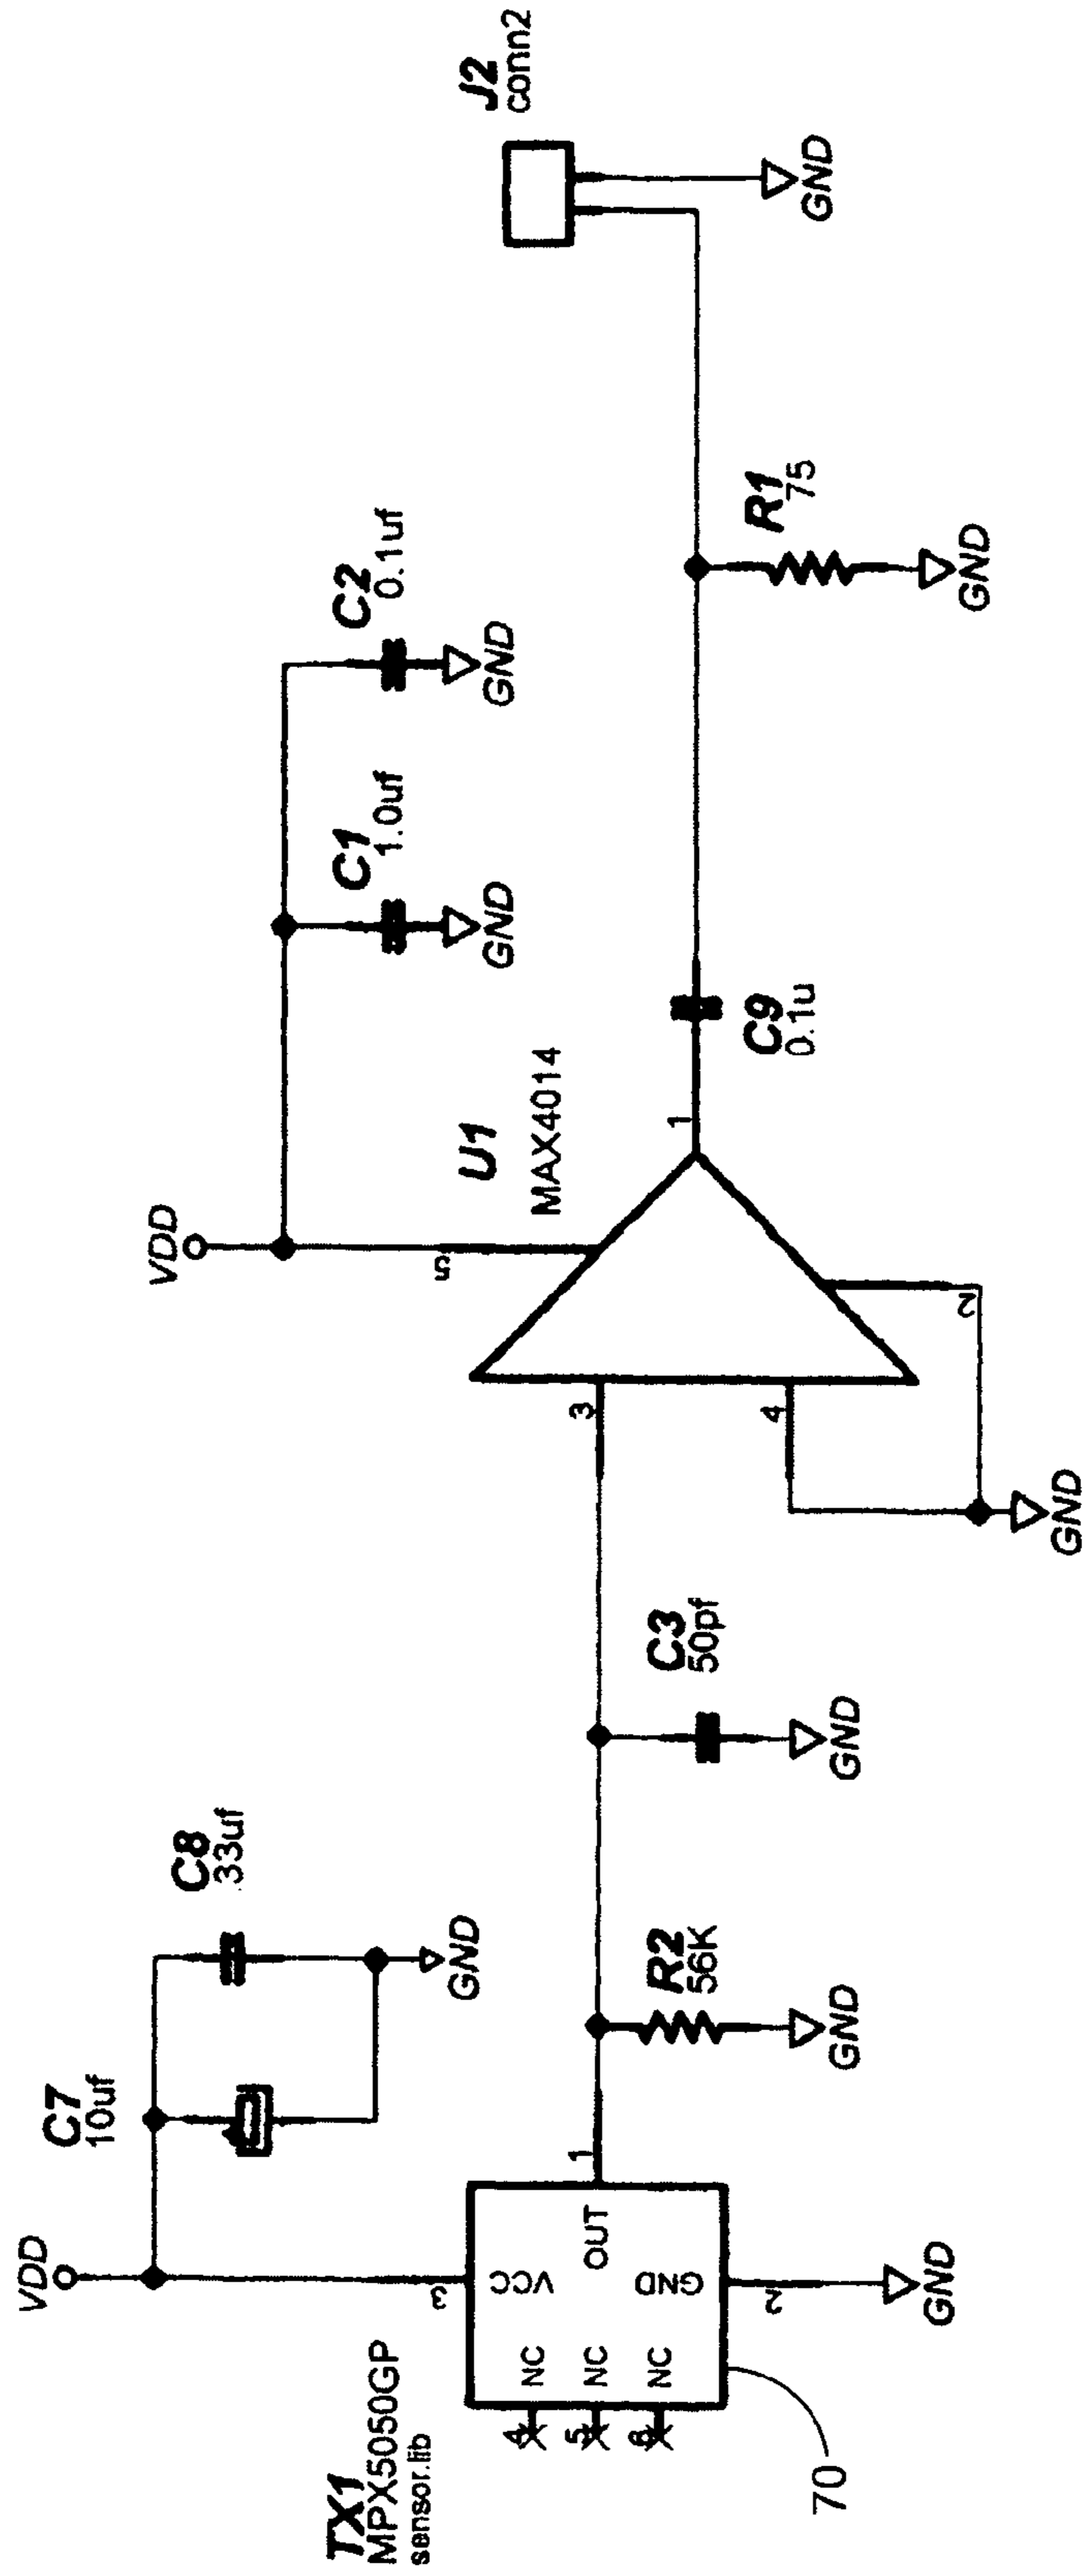 TX1
MPX5050GP
sensor.lib
VDD
C7
10uf
C8
.33uf
GND
3
VCC
NC
NC
NC
4
5
6
OUT
GND
1
2
GND
70
R2
56K
GND
C3
50pf
GND
VDD
5
U1
MAX4014
3
4
2
GND
1
C1
1.0uf
GND
C2
0.1uf
GND
C9
0.1u
R1
75
GND
J2
conn2
GND